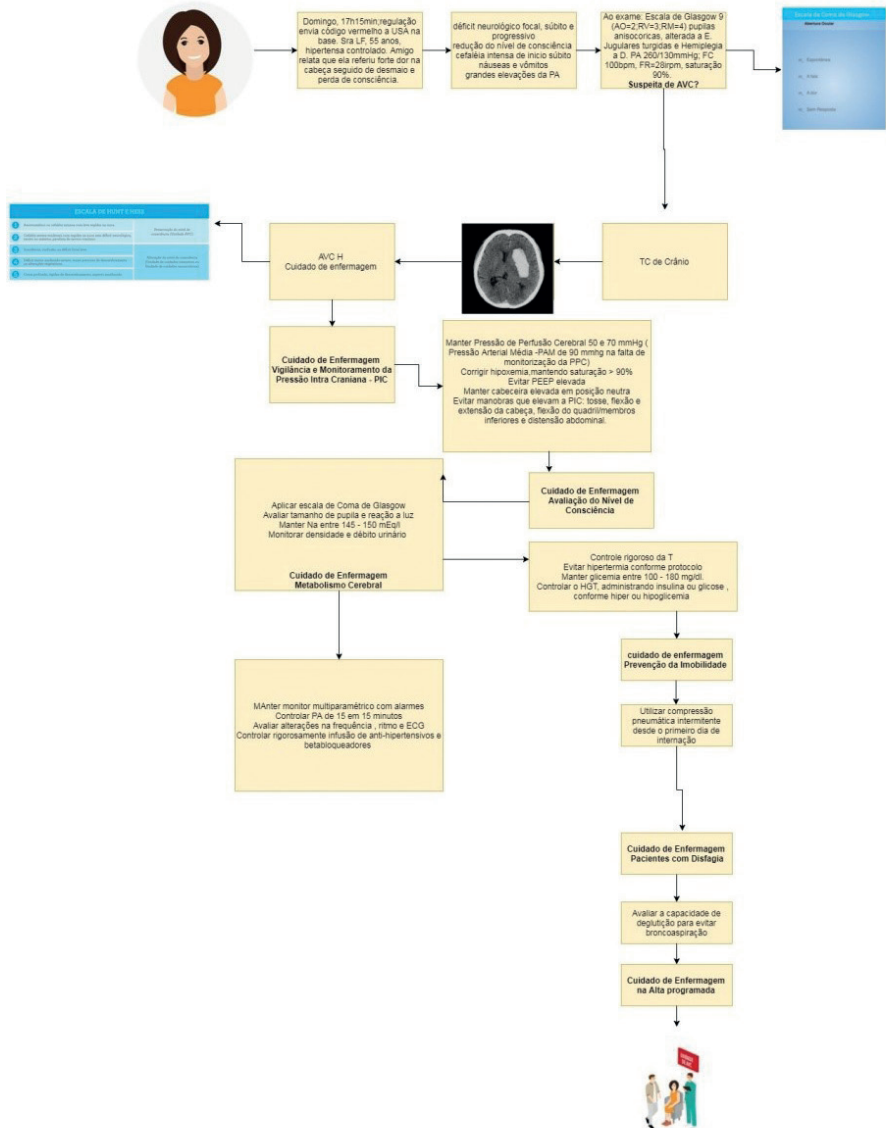 Domingo, 17h15min;regulação
envia código vermelho a USA na
base. Sra LF, 55 anos,
hipertensa controlado. Amigo
relata que ela referiu forte dor na
cabeça seguido de desmaio e
perda de consciência.
déficit neurológico focal, súbito e
progressivo
redução do nível de consciência
cefaléia intensa de inicio súbito
náuseas e vômitos
grandes elevações da PA
Ao exame: Escala de Glasgow 9
(AO=2;RV=3;RM=4) pupilas
anisocoricas, alterada a E.
Jugulares turgidas e Hemiplegia
a D. PA 260/130mmHg; FC
100bpm, FR=28irpm, saturação
90%.
Suspeita de AVC?
Escala de Coma de Glasgow
Abertura Ocular
Espontânea
A dor
Sem Resposta
ESCALA DE HUNT E HESS
1
2
3
4
5
AVC H
Cuidado de enfermagem
TC de Crânio
Cuidado de Enfermagem
Vigilância e Monitoramento da
Pressão Intra Craniana - PIC
Manter Pressão de Perfusão Cerebral 50 e 70 mmHg (
Pressão Arterial Média -PAM de 90 mmhg na falta de
monitorização da PPC)
Corrigir hipoxemia,mantendo saturação > 90%
Evitar PEEP elevada
Manter cabeceira elevada em posição neutra
Evitar manobras que elevam a PIC: tosse, flexão e
extensão da cabeça, flexão do quadril/membros
inferiores e distensão abdominal.
Cuidado de Enfermagem
Avaliação do Nível de
Consciência
Aplicar escala de Coma de Glasgow
Avaliar tamanho de pupila e reação a luz
Manter Na entre 145 - 150 mEq/l
Monitorar densidade e débito urinário
Cuidado de Enfermagem
Metabolismo Cerebral
Controle rigoroso da T
Evitar hipertermia conforme protocolo
Manter glicemia entre 100 - 180 mg/dl.
Controlar o HGT, administrando insulina ou glicose ,
conforme hiper ou hipoglicemia
cuidado de enfermagem
Prevenção da Imobilidade
MAnter monitor multiparamétrico com alarmes
Controlar PA de 15 em 15 minutos
Avaliar alterações na frequência , ritmo e ECG
Controlar rigorosamente infusão de anti-hipertensivos e
betabloqueadores
Utilizar compressão
pneumática intermitente
desde o primeiro dia de
internação
Cuidado de Enfermagem
Pacientes com Disfagia
Avaliar a capacidade de
deglutição para evitar
broncoaspiração
Cuidado de Enfermagem
na Alta programada